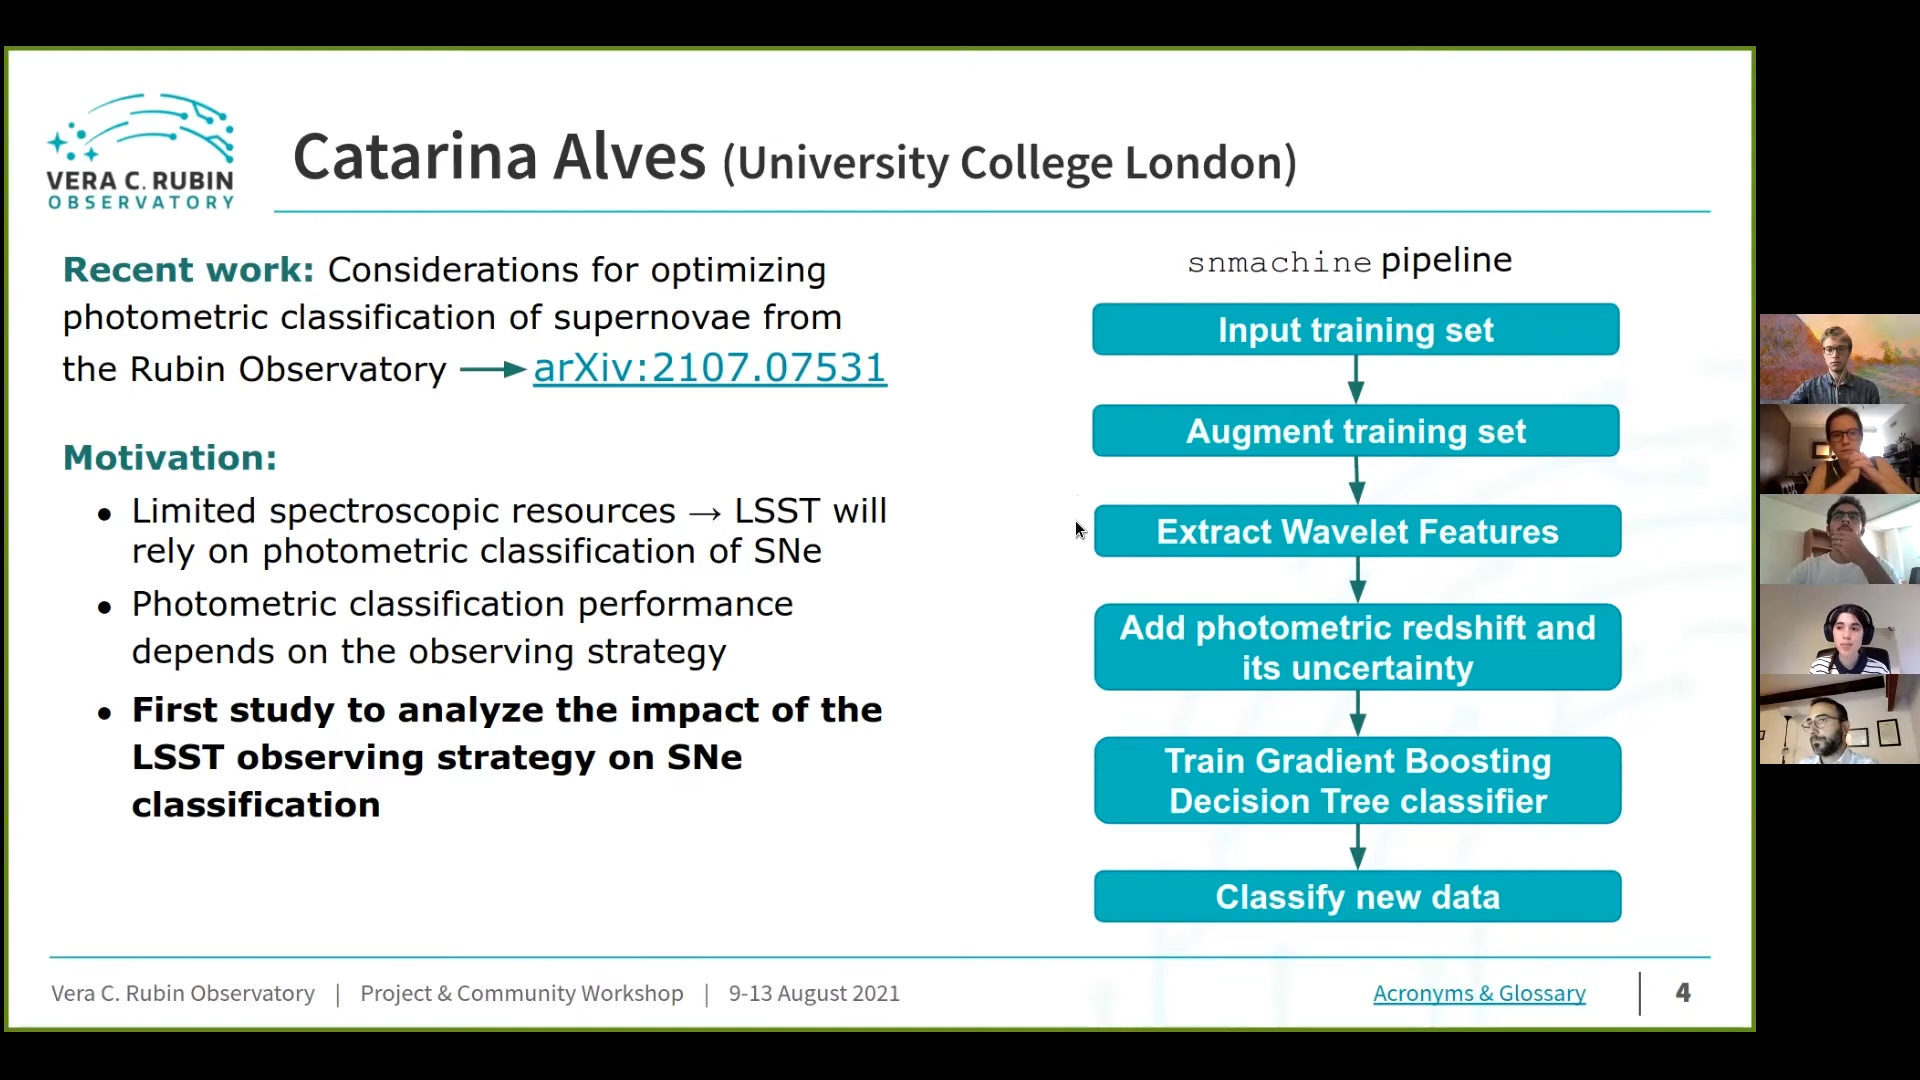 VERA C. RUBIN
OBSERVATORY
Catarina Alves (University College London)
Recent work: Considerations for optimizing
photometric classification of supernovae from
the Rubin Observatory → arXiv:2107.07531
Motivation:
● Limited spectroscopic resources → LSST will
rely on photometric classification of SNe
● Photometric classification performance
depends on the observing strategy
● First study to analyze the impact of the
LSST observing strategy on SNe
classification
snmachine pipeline
Input training set
Augment training set
Extract Wavelet Features
Add photometric redshift and
its uncertainty
Train Gradient Boosting
Decision Tree classifier
Classify new data
Vera C. Rubin Observatory | Project & Community Workshop | 9-13 August 2021
Acronyms & Glossary | 4